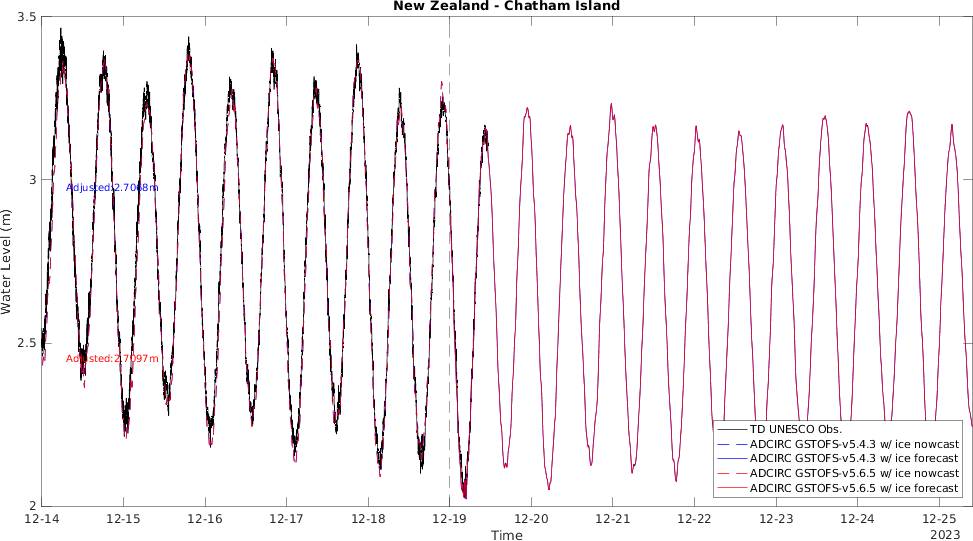 New Zealand - Chatham Island
3.5
3
2.5
2
Water Level (m)
Adjusted:2.7068m
Adjusted:2.7097m
TD UNESCO Obs.
ADCIRC GSTOFS-v5.4.3 w/ ice nowcast
ADCIRC GSTOFS-v5.4.3 w/ ice forecast
ADCIRC GSTOFS-v5.6.5 w/ ice nowcast
ADCIRC GSTOFS-v5.6.5 w/ ice forecast
12-14 12-15 12-16 12-17 12-18 12-19 12-20 12-21 12-22 12-23 12-24 12-25
Time
2023